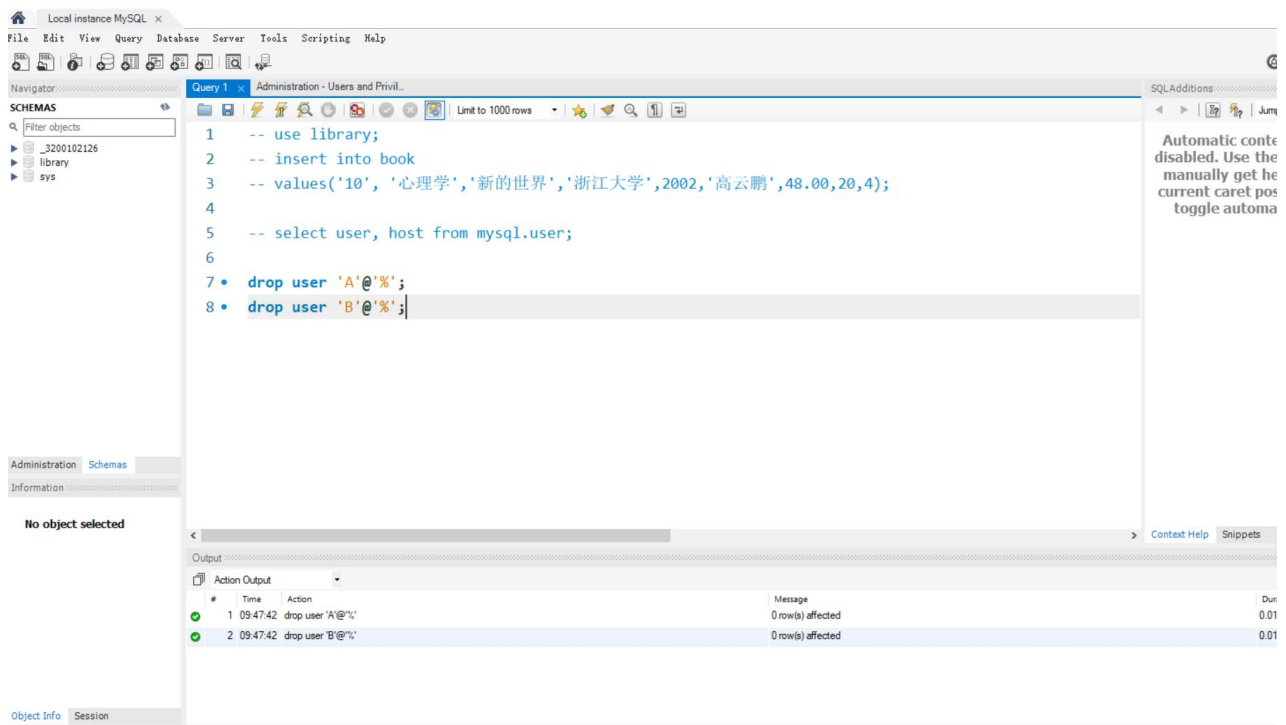 Local instance MySQL ×
File Edit View Query Database Server Tools Scripting Help
Navigator
SCHEMAS
Filter objects
_3200102126
library
sys
Administration Schemas
Information
No object selected
Object Info Session
Query 1 × Administration - Users and Privil...
Limit to 1000 rows
1 -- use library;
2 -- insert into book
3 -- values('10', '心理学','新的世界','浙江大学',2002,'高云鹏',48.00,20,4);
4
5 -- select user, host from mysql.user;
6
7 drop user 'A'@'%';
8 drop user 'B'@'%';
Output
Action Output
# Time Action Message
1 09:47:42 drop user 'A'@'%' 0 row(s) affected 0.01
2 09:47:42 drop user 'B'@'%' 0 row(s) affected 0.01
SQLAdditions
Automatic
disabled. Use the
manually get
current caret
toggle
Context Help Snippets